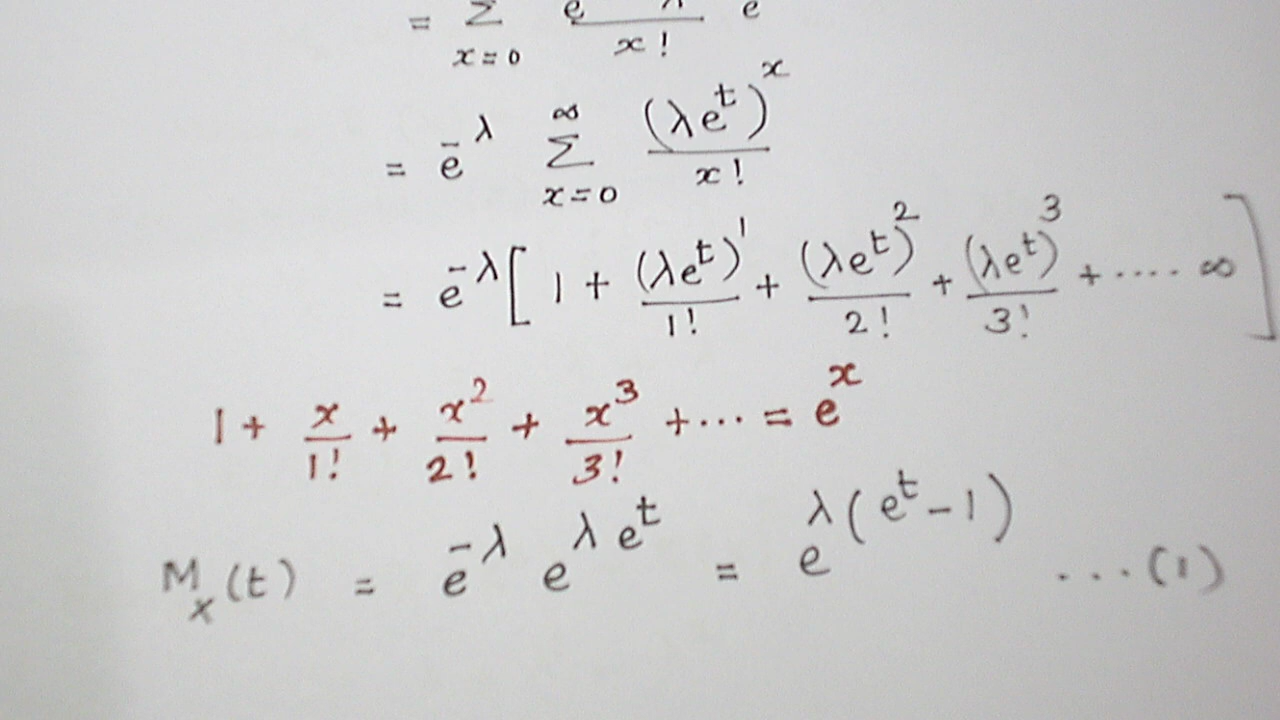 = Σ x=0 e λ / x! e
= e^-λ Σ_{x=0}^{∞} (λe^t)^x / x!
= e^-λ [ 1 + (λe^t)^1 / 1! + (λe^t)^2 / 2! + (λe^t)^3 / 3! + ..... ∞ ]
1 + x / 1! + x^2 / 2! + x^3 / 3! + ... = e^x
M_x(t) = e^-λ e^{λe^t} = e^{λ(e^t - 1)} ...(1)